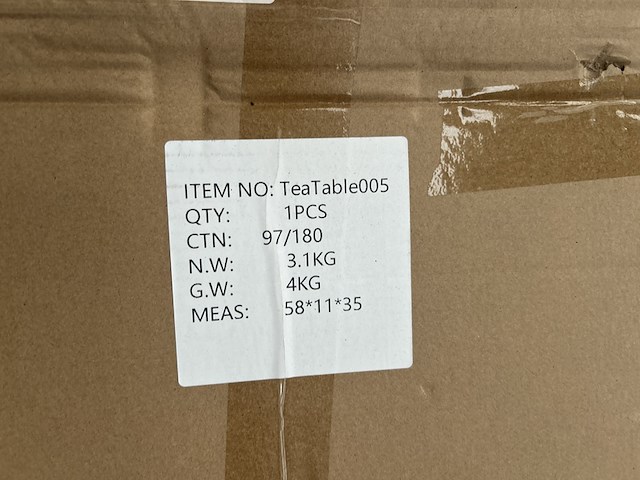 ITEM NO: TeaTable005
QTY: 1PCS
CTN: 97/180
N.W: 3.1KG
G.W: 4KG
MEAS: 58*11*35